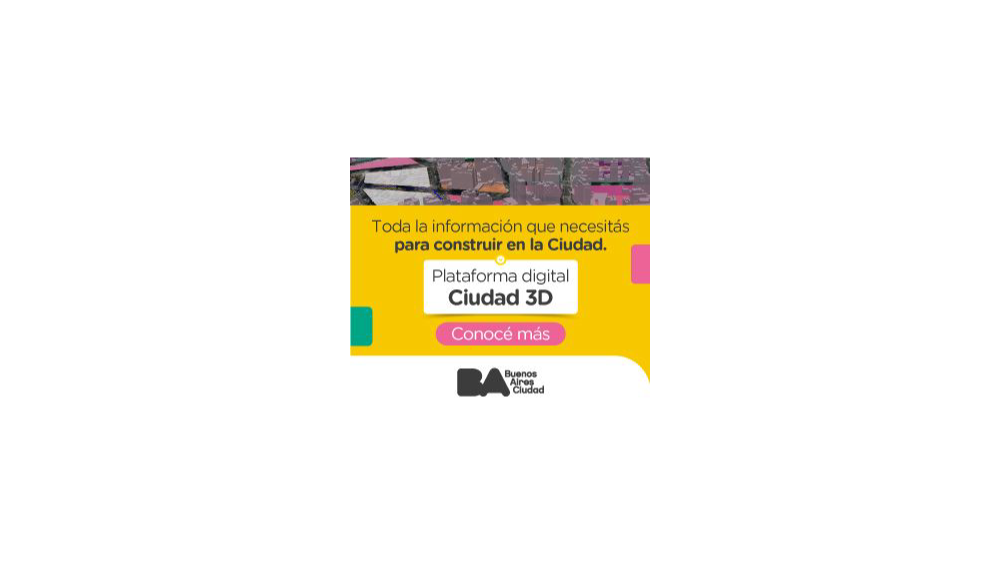 Toda la información que necesitás
para construir en la Ciudad.
Plataforma digital
Ciudad 3D
Conocé más
BA Buenos
Aires
Ciudad